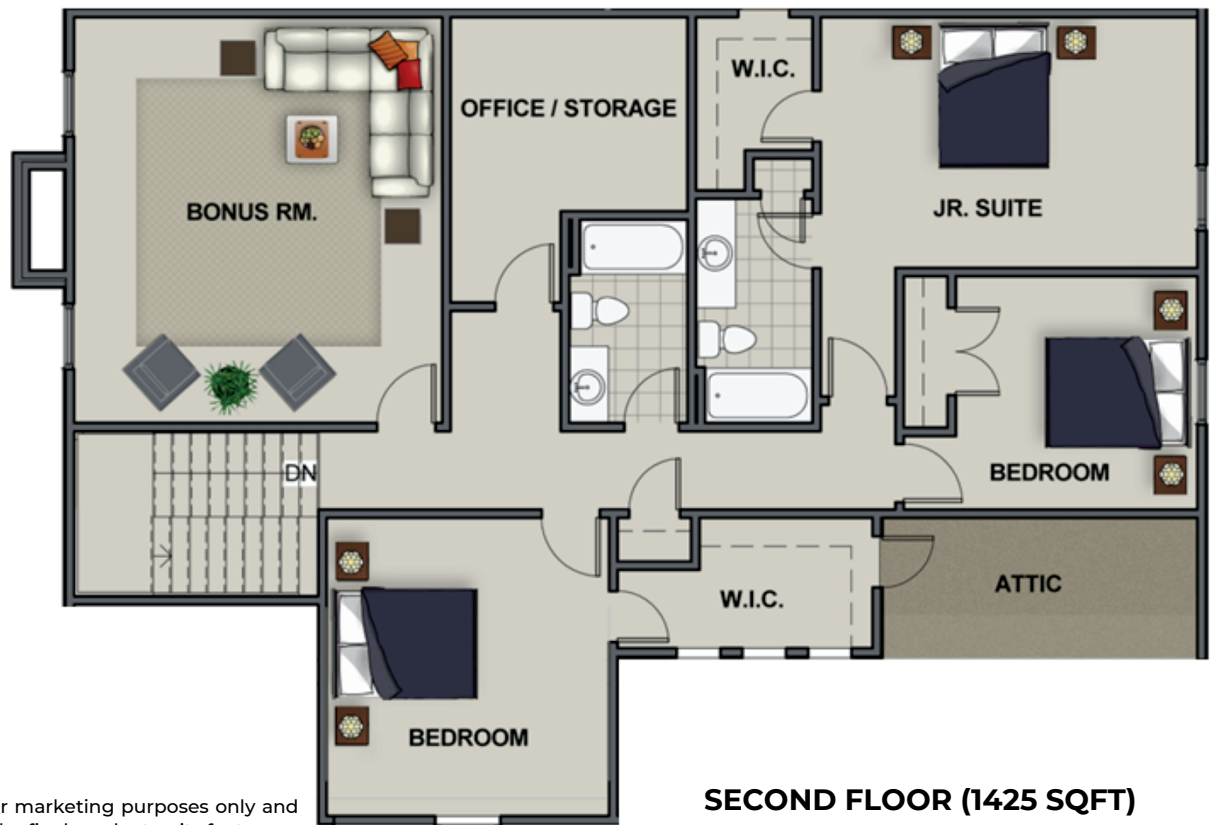 W.I.C.
OFFICE / STORAGE
BONUS RM.
JR. SUITE
DN
BEDROOM
ATTIC
W.I.C.
BEDROOM
SECOND FLOOR (1425 SQFT)
r marketing purposes only and